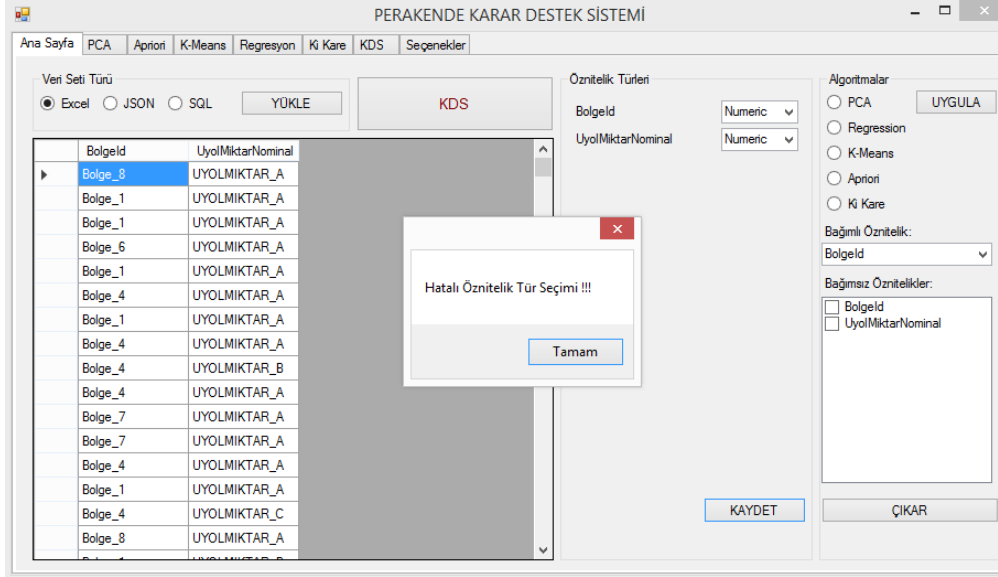 PERAKENDE KARAR DESTEK SİSTEMİ
Ana Sayfa PCA Apriori K-Means Regresyon Ki Kare KDS Seçenekler
Veri Seti Türü
Excel JSON SQL YÜKLE
KDS
BolgeId UyolMiktarNominal
Bolge_8 UYOLMIKTAR_A
Bolge_1 UYOLMIKTAR_A
Bolge_1 UYOLMIKTAR_A
Bolge_6 UYOLMIKTAR_A
Bolge_1 UYOLMIKTAR_A
Bolge_4 UYOLMIKTAR_A
Bolge_1 UYOLMIKTAR_A
Bolge_4 UYOLMIKTAR_A
Bolge_4 UYOLMIKTAR_B
Bolge_4 UYOLMIKTAR_A
Bolge_7 UYOLMIKTAR_A
Bolge_7 UYOLMIKTAR_A
Bolge_4 UYOLMIKTAR_A
Bolge_1 UYOLMIKTAR_A
Bolge_4 UYOLMIKTAR_C
Bolge_8 UYOLMIKTAR_A
Hatalı Öznitelik Tür Seçimi !!!
Tamam
Öznitelik Türleri
BolgeId Numeric
UyolMiktarNominal Numeric
KAYDET
Algoritmalar
PCA UYGULA
Regression
K-Means
Apriori
Ki Kare
Bağımlı Öznitelik:
BolgeId
Bağımsız Öznitelikler:
BolgeId
UyolMiktarNominal
ÇIKAR